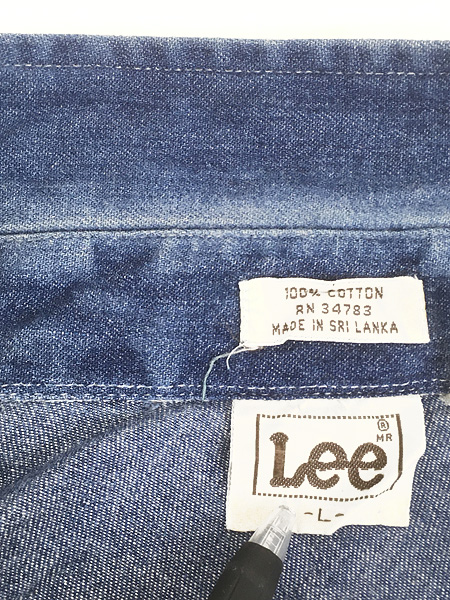 100% COTTON
RN 34783
MADE IN SRI LANKA
®
MR
Lee
-L-